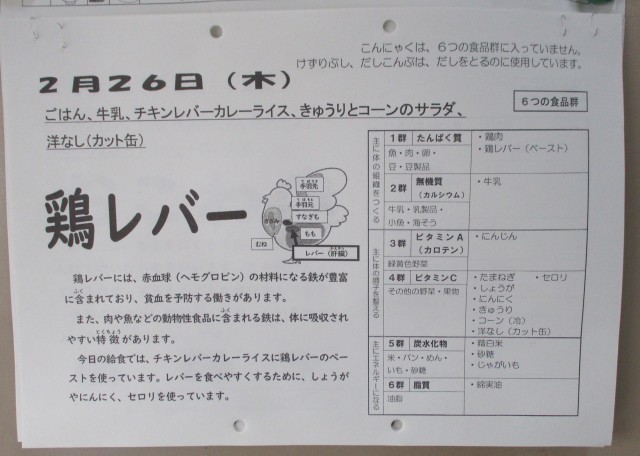 こんにゃくは、6つの食品群に入っていません。
けずりぶし、だしこんぶは、だしをとるのに使用しています。
2月26日（木）
ごはん、牛乳、チキンレバーカレーライス、きゅうりとコーンのサラダ、
洋なし（カット缶）
6つの食品群
鶏レバー
手羽先
手羽元
ささみ
すなぎも
もも
むね
レバー（肝臓）
鶏レバーには、赤血球（ヘモグロビン）の材料になる鉄が豊富
に含まれており、貧血を予防する働きがあります。
また、肉や魚などの動物性食品に含まれる鉄は、体に吸収され
やすい特徴があります。
今日の給食では、チキンレバーカレーライスに鶏レバーのペー
ストを使っています。レバーを食べやすくするために、しょうが
やにんにく、セロリを使っています。
主に体の組織をつくる
1群 たんぱく質
魚・肉・卵・
豆・豆製品
・鶏肉
・鶏レバー（ペースト）
2群 無機質
（カルシウム）
牛乳・乳製品・
小魚・海そう
・牛乳
主に体の調子を整える
3群 ビタミンA
（カロテン）
緑黄色野菜
・にんじん
4群 ビタミンC
その他の野菜・果物
・たまねぎ ・セロリ
・しょうが
・にんにく
・きゅうり
・コーン（冷）
・洋なし（カット缶）
主にエネルギーになる
5群 炭水化物
米・パン・めん・
いも・砂糖
・精白米
・砂糖
・じゃがいも
6群 脂質
油脂
・綿実油